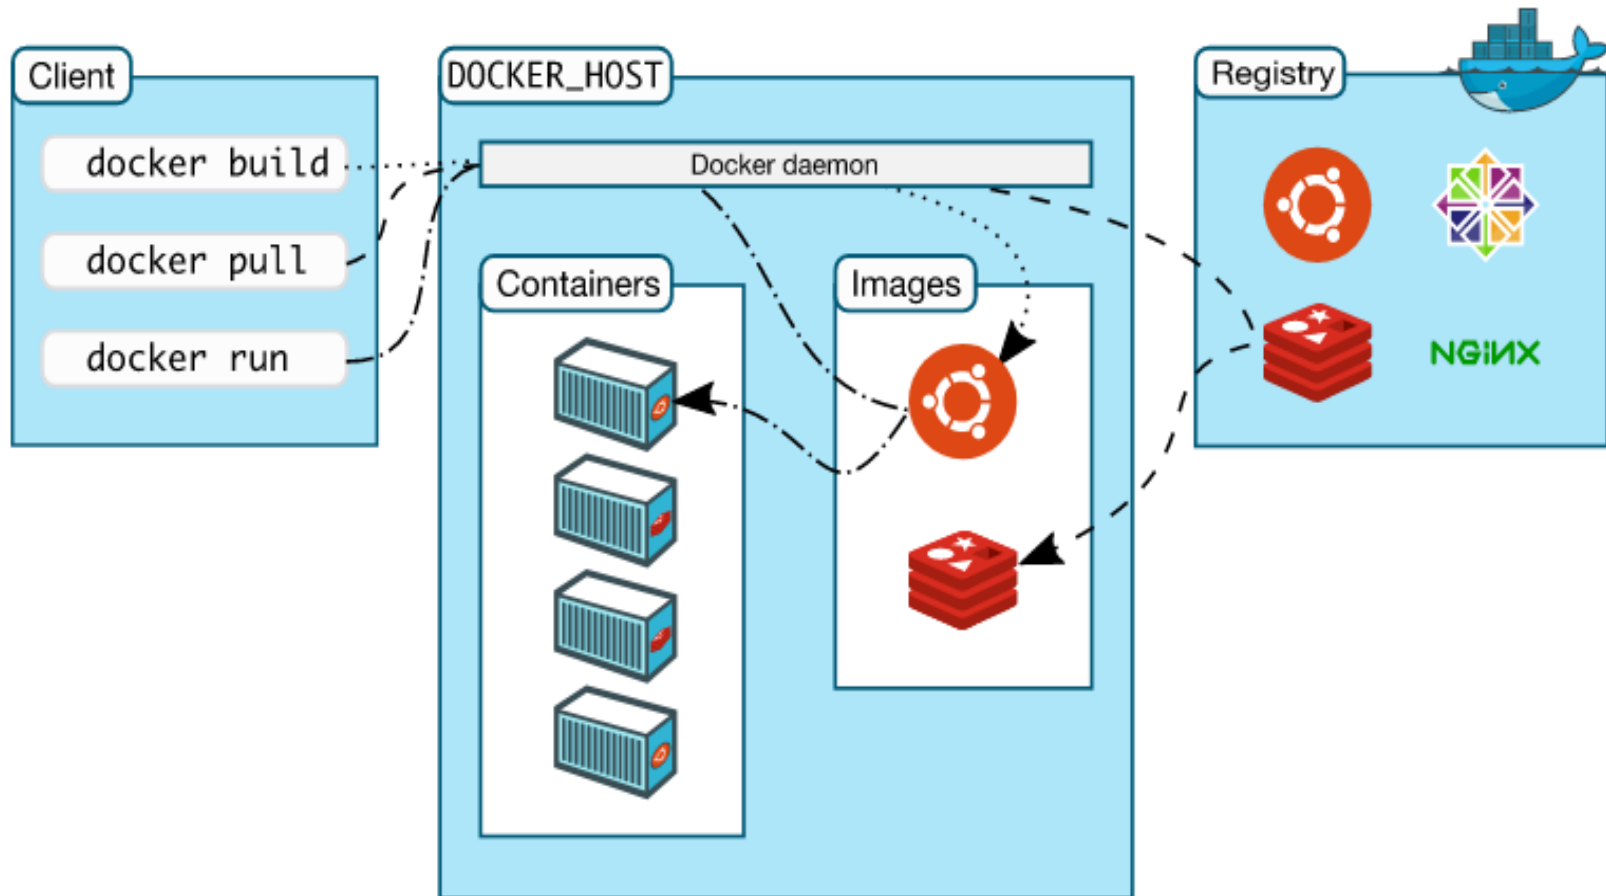 Client
docker build
docker pull
docker run
DOCKER_HOST
Docker daemon
Containers
Images
Registry
NGiNX